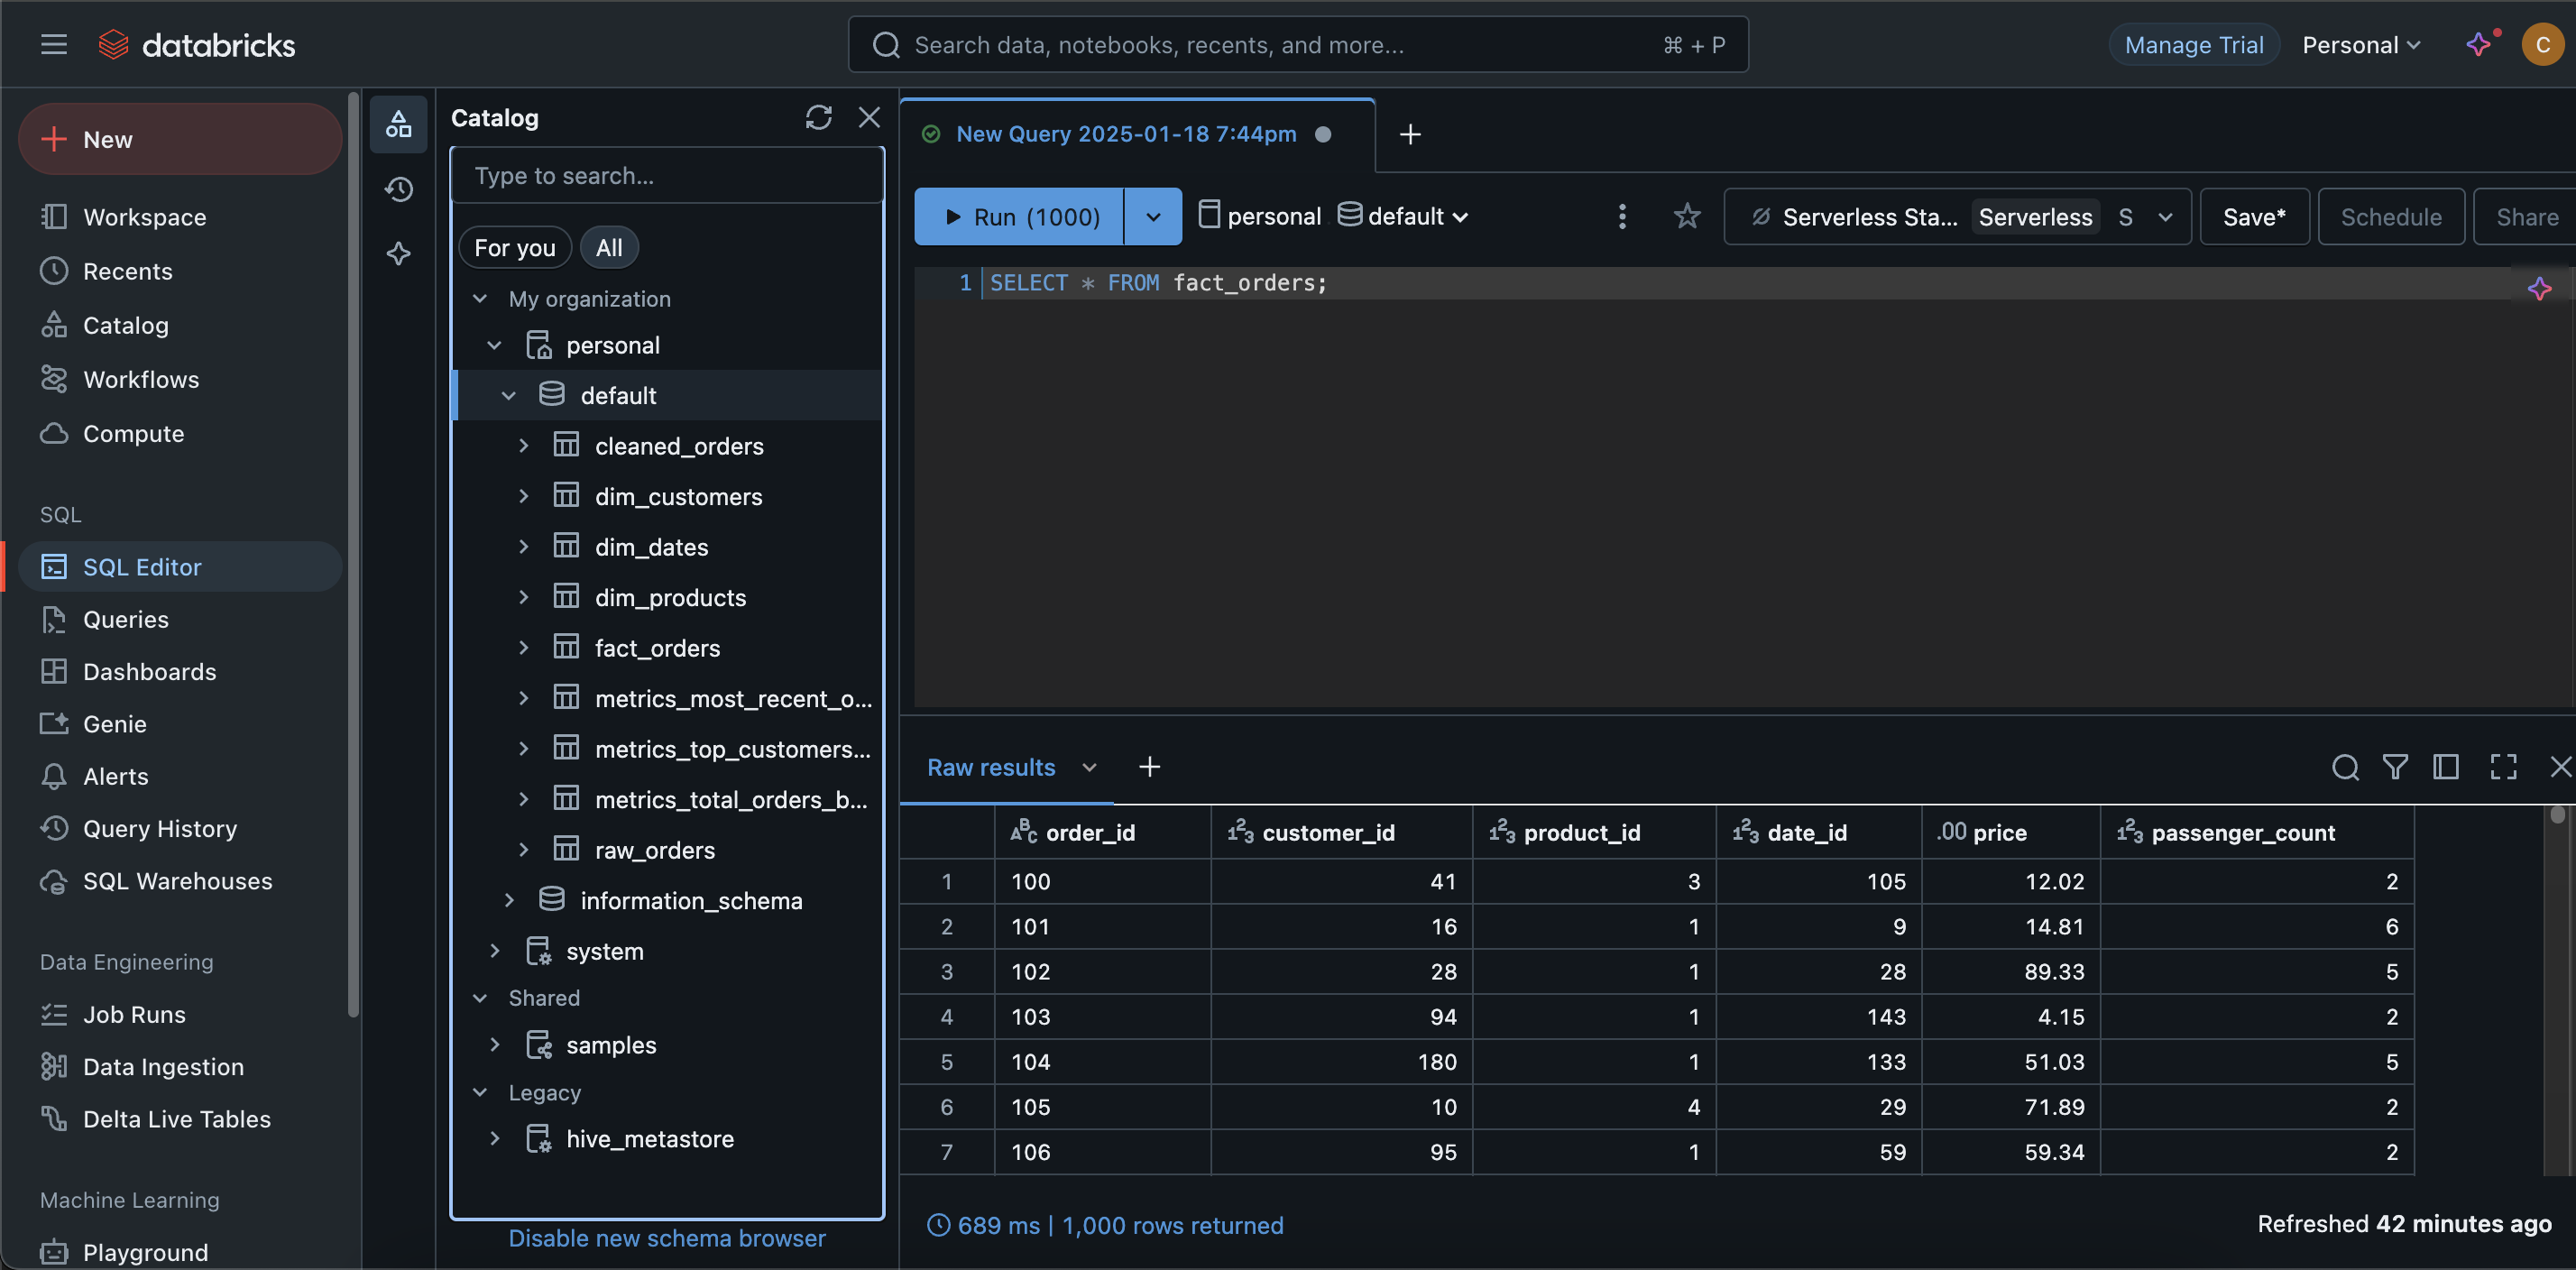 databricks
Search data, notebooks, recents, and more...
⌘ + P
Manage Trial
Personal
C
New
Workspace
Recents
Catalog
Workflows
Compute
SQL
SQL Editor
Queries
Dashboards
Genie
Alerts
Query History
SQL Warehouses
Data Engineering
Job Runs
Data Ingestion
Delta Live Tables
Machine Learning
Playground
Catalog
Type to search...
For you
All
My organization
personal
default
cleaned_orders
dim_customers
dim_dates
dim_products
fact_orders
metrics_most_recent_o...
metrics_top_customers...
metrics_total_orders_b...
raw_orders
information_schema
system
Shared
samples
Legacy
hive_metastore
Disable new schema browser
New Query 2025-01-18 7:44pm
Run (1000)
personal
default
Serverless Sta...
Serverless
S
Save*
Schedule
Share
1 SELECT * FROM fact_orders;
Raw results
order_id customer_id product_id date_id .00 price passenger_count
1 100 41 3 105 12.02 2
2 101 16 1 9 14.81 6
3 102 28 1 28 89.33 5
4 103 94 1 143 4.15 2
5 104 180 1 133 51.03 5
6 105 10 4 29 71.89 2
7 106 95 1 59 59.34 2
689 ms | 1,000 rows returned
Refreshed 42 minutes ago